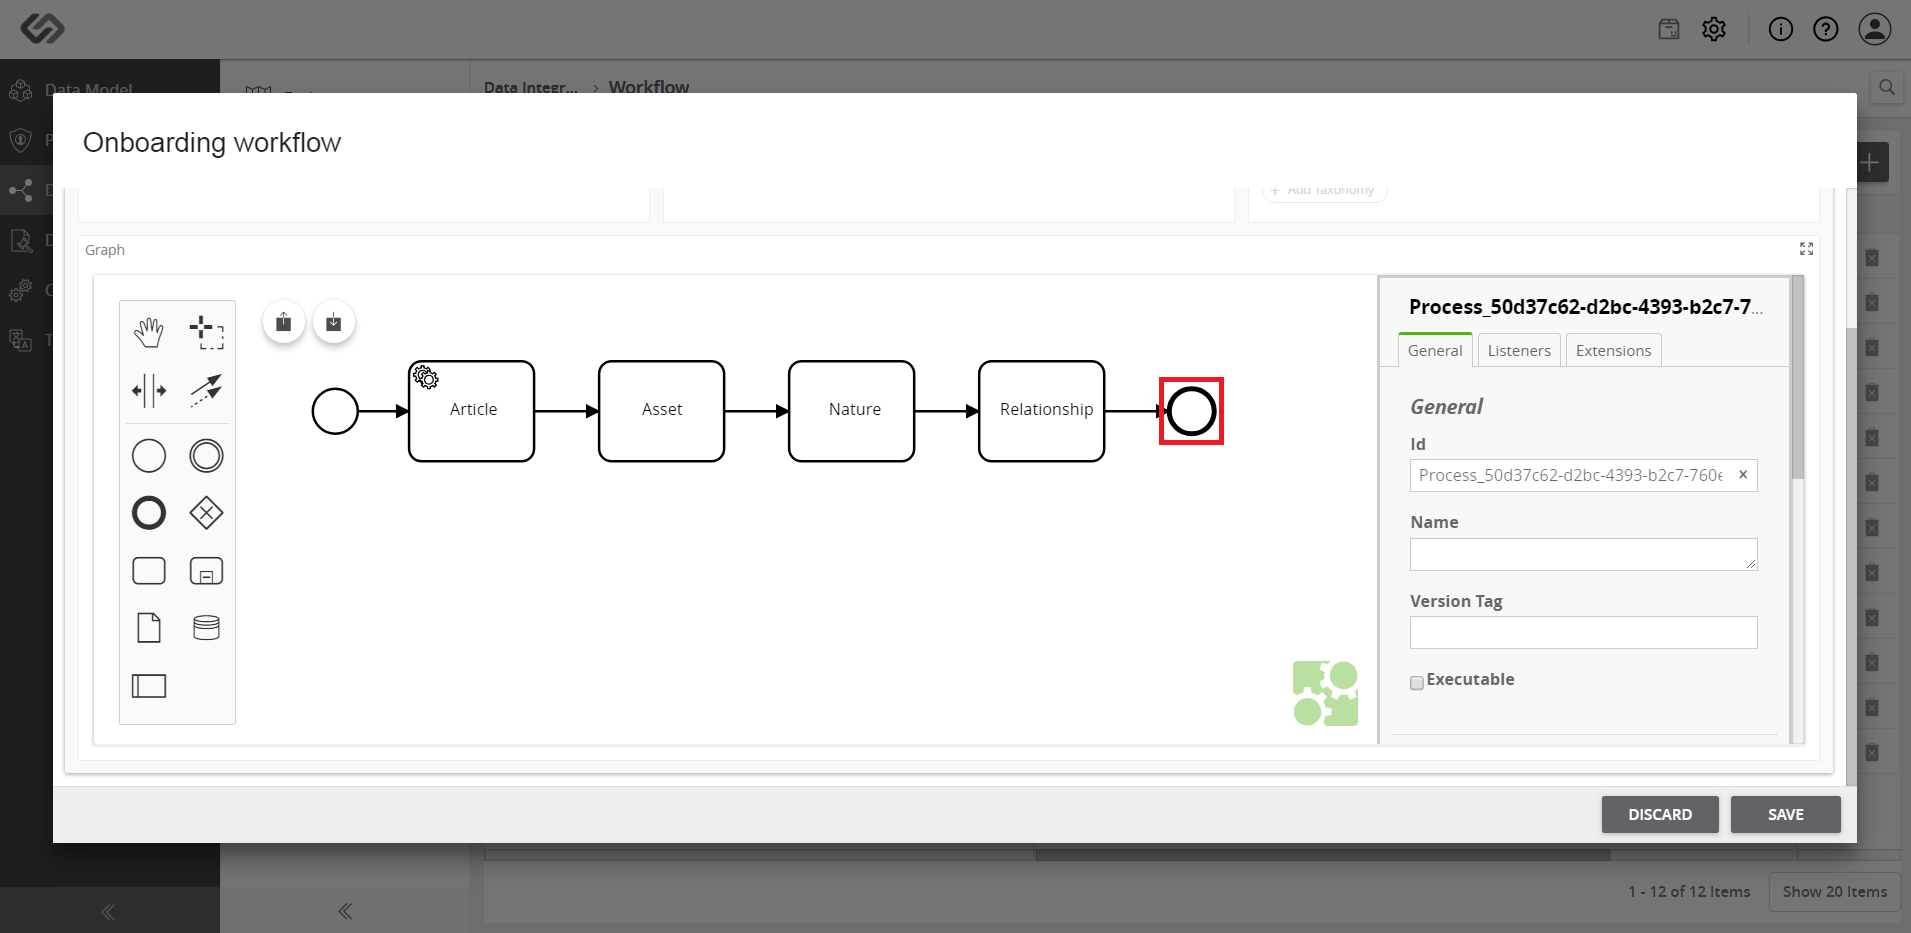 Data Model
Data Integr... > Workflow
Onboarding workflow
+ Add Taxonomy
Graph
Article
Asset
Nature
Relationship
Process_50d37c62-d2bc-4393-b2c7-7...
General
Listeners
Extensions
General
Id
Process_50d37c62-d2bc-4393-b2c7-760e
Name
Version Tag
Executable
DISCARD
SAVE
1 - 12 of 12 Items
Show 20 Items